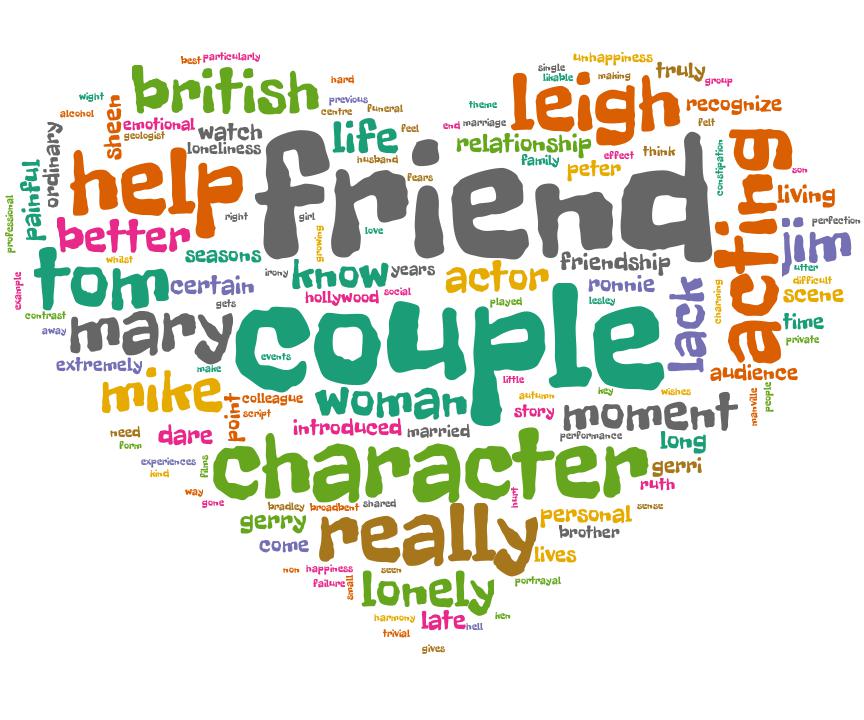 best
particularly
unhappiness
single
truly
british
hard
likable
making
group
wight
previous
theme
leigh
recognize
alcohol
sheen
emotional
geologist
watch
centre
funeral
life
feel
end
marriage
felt
ordinary
loneliness
husband
relationship
family
effect
think
peter
constipation
acting
son
painful
help
friend
fears
living
professional
right
girl
love
growing
perfection
better
jim
whilst
seasons
irony
know
years
actor
friendship
utter
difficult
example
tom
certain
hollywood
social
played
ronnie
lesley
lack
charming
scene
contrast
gets
time
away
mary
couple
private
extremely
make
events
audience
mike
colleague
little
autumn
key
wishes
manville
people
point
script
woman
story
moment
need
form
dare
introduced
married
performance
long
experiences
kind
films
character
gerri
ruth
way
gone
bradley
broadbent
shared
hurt
sense
gerry
really
personal
brother
come
lives
non
happiness
seen
failure
small
lonely
portrayal
harmony
late
hell
ken
trivial
gives